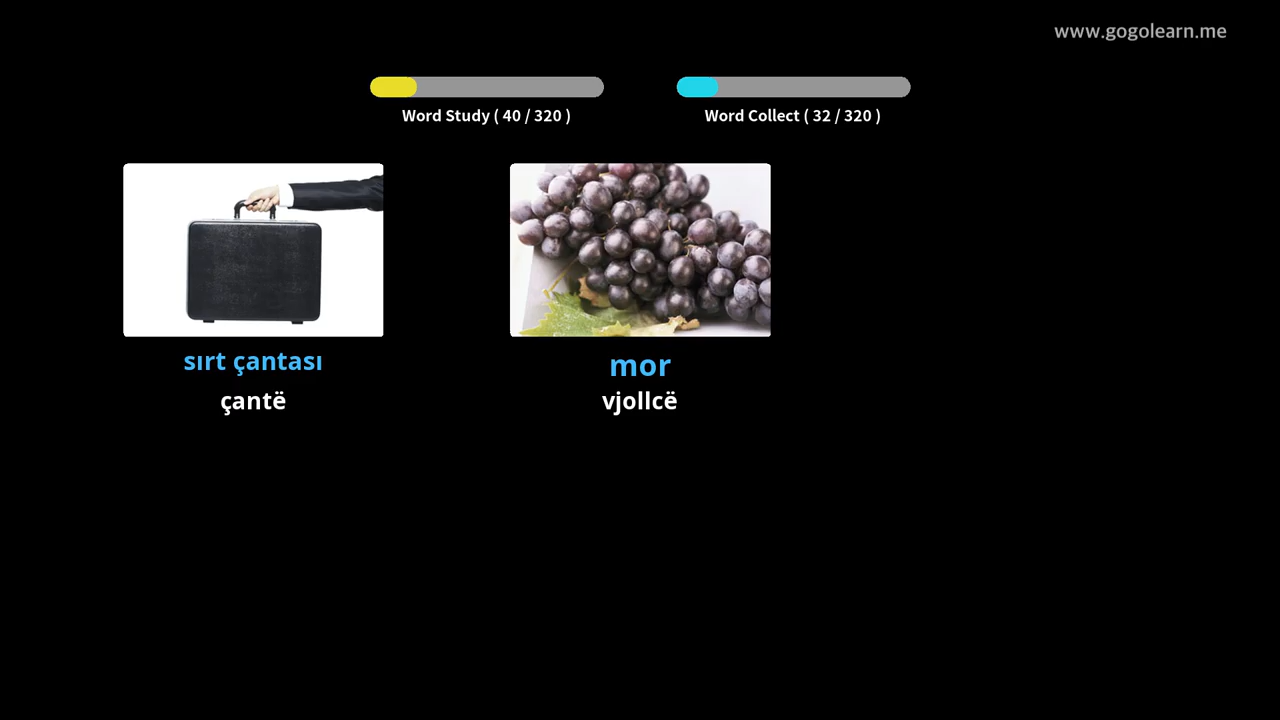 www.gogolearn.me
Word Study ( 40 / 320 )
Word Collect ( 32 / 320 )
sırt çantası
çantë
mor
vjollcë